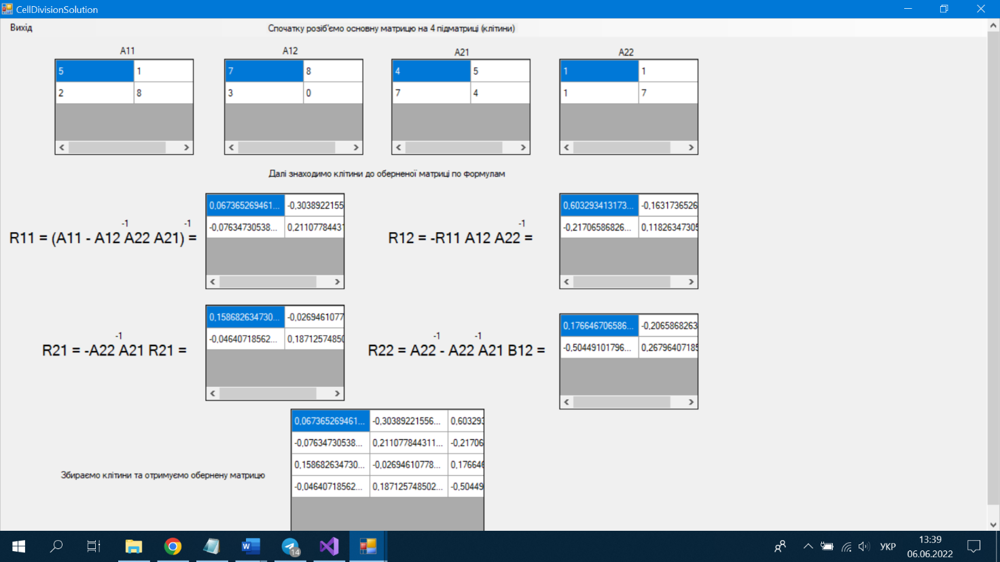 CellDivisionSolution
Вихід
Спочатку розіб'ємо основну матрицю на 4 підматриці (клітини)
A11 A12 A21 A22
5 1 7 8 4 5 1 1
2 8 3 0 7 4 1 7
Далі знаходимо клітини до оберненої матриці по формулам
0,067365269461... -0,3038922155 0,603293413173... -0,1631736526
-0,07634730538... 0,2110778443 -0,21706586826... 0,1182634730
-1 -1 -1
R11 = (A11 - A12 A22 A21) = R12 = -R11 A12 A22 =
0,158682634730... -0,026946107 0,176646706586... -0,2065868263
-0,04640718562... 0,1871257485 -0,50449101796... 0,2679640718
-1 -1 -1
R21 = -A22 A21 R21 = R22 = A22 - A22 A21 B12 =
0,067365269461... -0,30389221556... 0,60329
-0,07634730538... 0,211077844311... -0,21706
0,158682634730... -0,02694610778... 0,17664
-0,04640718562... 0,187125748502... -0,50449
Збираємо клітини та отримуємо обернену матрицю
14
УКР
13:39
06.06.2022